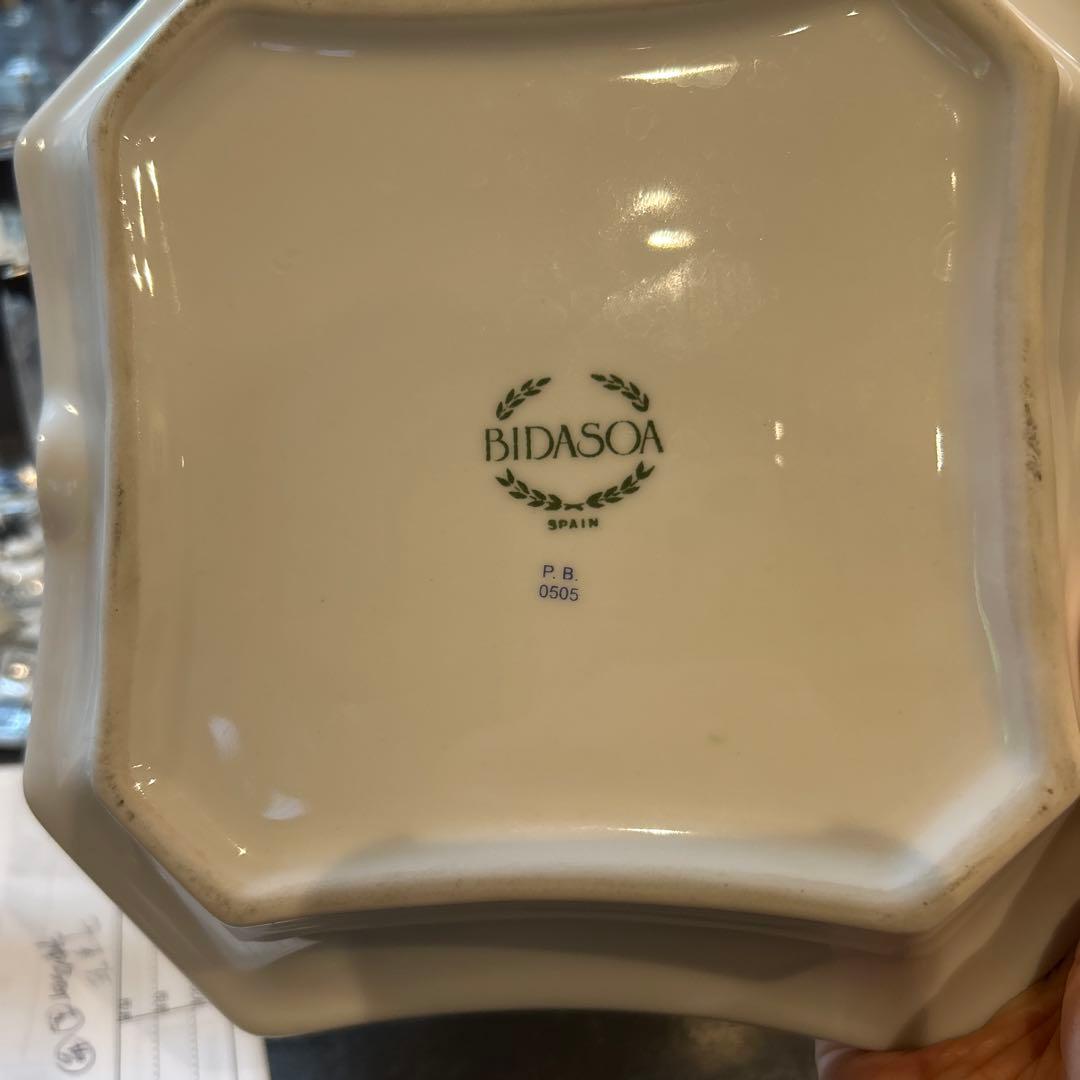 BIDASOA
SPAIN
P. B.
0505